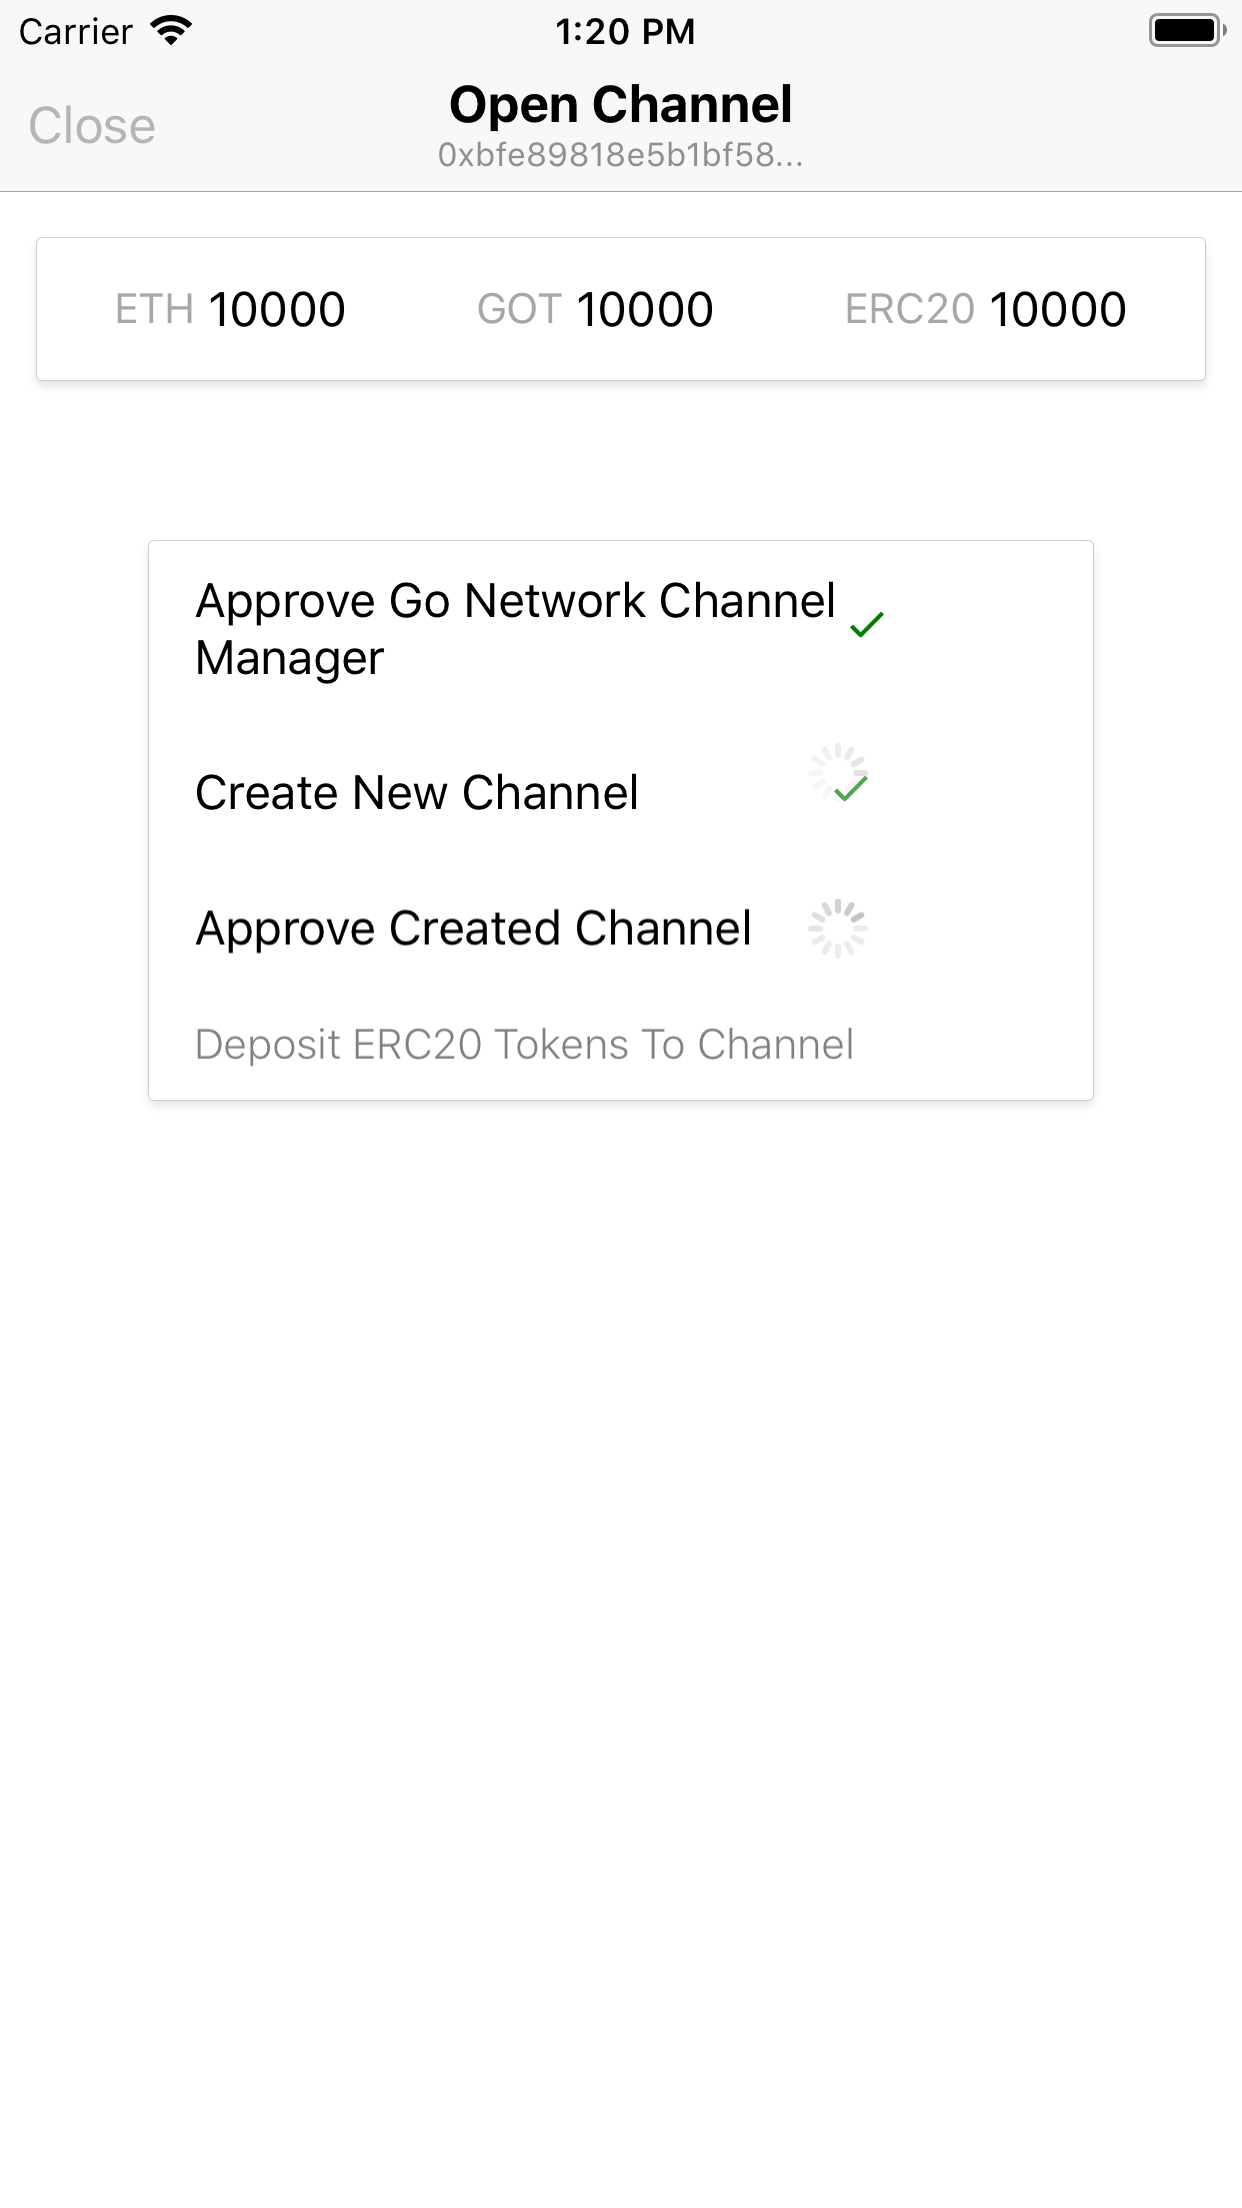 Carrier 1:20 PM
Close
Open Channel
0xbfe89818e5b1bf58...
ETH 10000 GOT 10000 ERC20 10000
Approve Go Network Channel
Manager
Create New Channel
Approve Created Channel
Deposit ERC20 Tokens To Channel